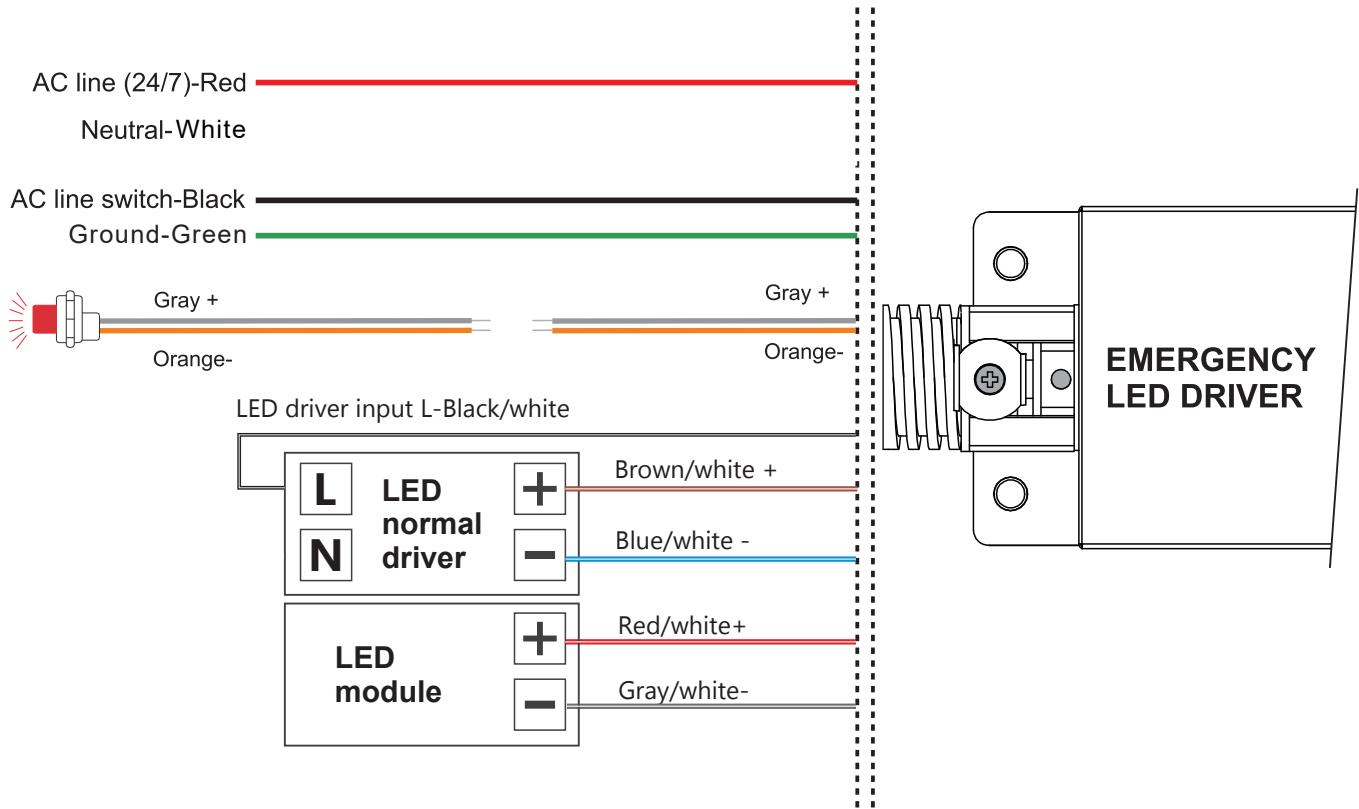 AC line (24/7)-Red
Neutral-White
AC line switch-Black
Ground-Green
Gray +
Orange-
Gray +
Orange-
LED driver input L-Black/white
L
N
LED
normal
driver
+
−
Brown/white +
Blue/white -
LED
module
+
−
Red/white+
Gray/white-
EMERGENCY
LED DRIVER